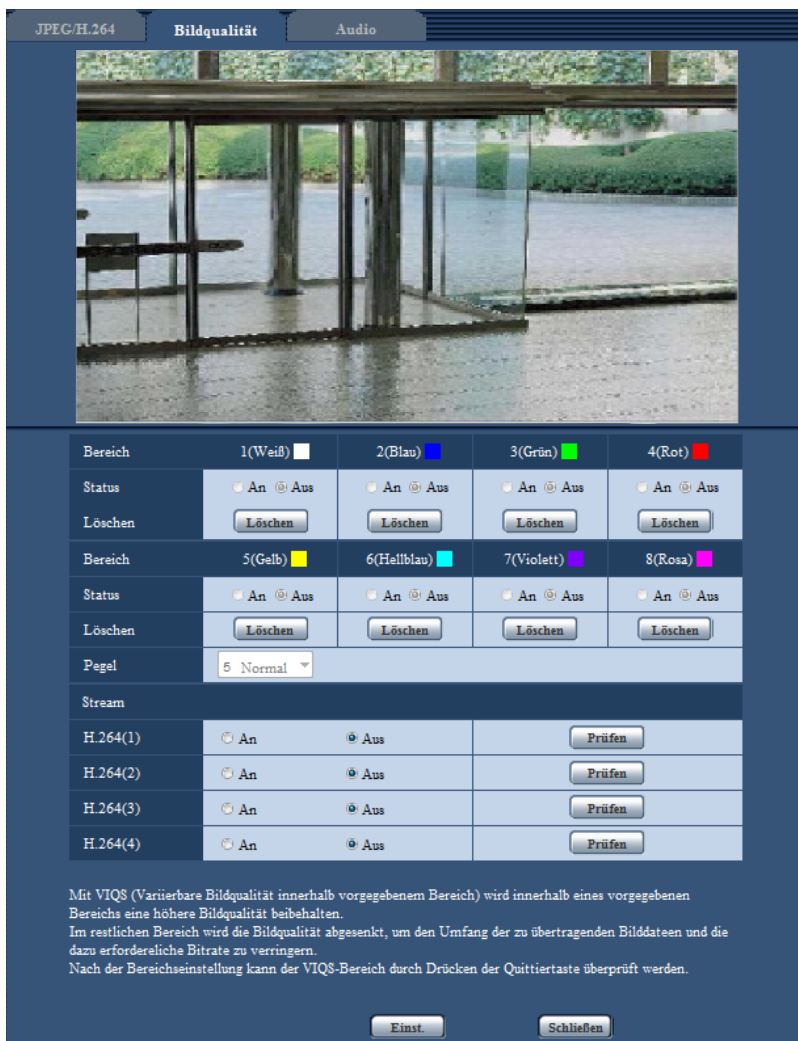 JPEG/H.264 Bildqualität Audio
Bereich 1(Weiß) 2(Blau) 3(Grün) 4(Rot)
Status An Aus An Aus An Aus An Aus
Löschen Löschen Löschen Löschen Löschen
Bereich 5(Gelb) 6(Hellblau) 7(Violett) 8(Rosa)
Status An Aus An Aus An Aus An Aus
Löschen Löschen Löschen Löschen Löschen
Pegel 5 Normal
Stream
H.264(1) An Aus Prüfen
H.264(2) An Aus Prüfen
H.264(3) An Aus Prüfen
H.264(4) An Aus Prüfen
Mit VIQS (Variierbare Bildqualität innerhalb vorgegebenem Bereich) wird innerhalb eines vorgegebenen
Bereichs eine höhere Bildqualität beibehalten.
Im restlichen Bereich wird die Bildqualität abgesenkt, um den Umfang der zu übertragenden Bilddateen und die
dazu erfordereliche Bitrate zu verringern.
Nach der Bereichseinstellung kann der VIQS-Bereich durch Drücken der Quittiertaste überprüft werden.
Einst. Schließen